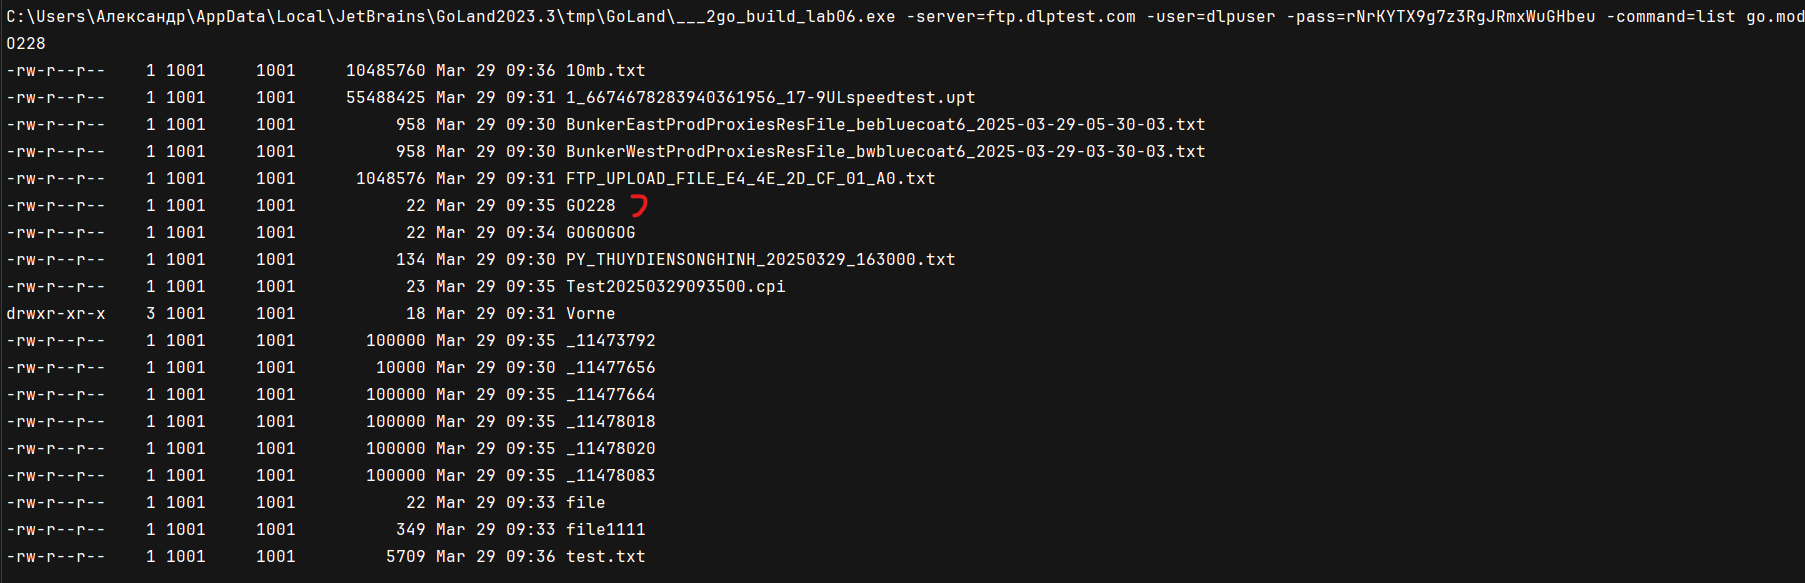 C:\Users\Александр\AppData\Local\JetBrains\GoLand2023.3\tmp\GoLand\___2go_build_lab06.exe -server=ftp.dlptest.com -user=dlpuser -pass=rNrKYTX9g7z3RgJRmxWuGHbeu -command=list go.mod
0228
-rw-r--r--    1 1001     1001     10485760 Mar 29 09:36 10mb.txt
-rw-r--r--    1 1001     1001     55488425 Mar 29 09:31 1_6674678283940361956_17-9ULspeedtest.upt
-rw-r--r--    1 1001     1001          958 Mar 29 09:30 BunkerEastProdProxiesResFile_bebluecoat6_2025-03-29-05-30-03.txt
-rw-r--r--    1 1001     1001          958 Mar 29 09:30 BunkerWestProdProxiesResFile_bwbluecoat6_2025-03-29-03-30-03.txt
-rw-r--r--    1 1001     1001      1048576 Mar 29 09:31 FTP_UPLOAD_FILE_E4_4E_2D_CF_01_A0.txt
-rw-r--r--    1 1001     1001           22 Mar 29 09:35 GO228
-rw-r--r--    1 1001     1001           22 Mar 29 09:34 GOGOGOG
-rw-r--r--    1 1001     1001          134 Mar 29 09:30 PY_THUYDIENSONGHINH_20250329_163000.txt
-rw-r--r--    1 1001     1001           23 Mar 29 09:35 Test20250329093500.cpi
drwxr-xr-x    3 1001     1001           18 Mar 29 09:31 Vorne
-rw-r--r--    1 1001     1001       100000 Mar 29 09:35 _11473792
-rw-r--r--    1 1001     1001        10000 Mar 29 09:30 _11477656
-rw-r--r--    1 1001     1001       100000 Mar 29 09:35 _11477664
-rw-r--r--    1 1001     1001       100000 Mar 29 09:35 _11478018
-rw-r--r--    1 1001     1001       100000 Mar 29 09:35 _11478020
-rw-r--r--    1 1001     1001       100000 Mar 29 09:35 _11478083
-rw-r--r--    1 1001     1001           22 Mar 29 09:33 file
-rw-r--r--    1 1001     1001          349 Mar 29 09:33 file1111
-rw-r--r--    1 1001     1001         5709 Mar 29 09:36 test.txt